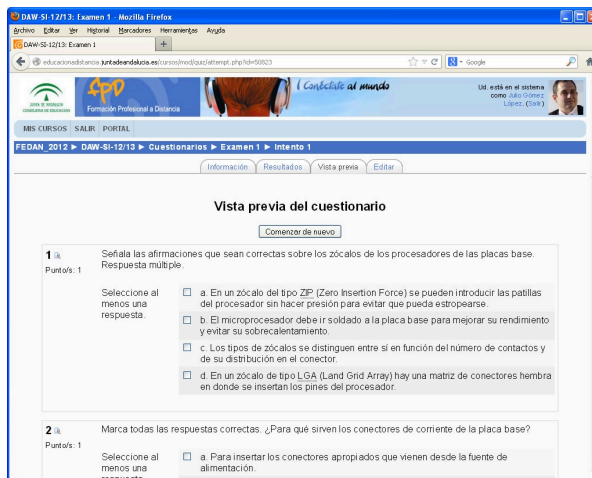 DAW-SI-12/13: Examen 1 - Mozilla Firefox
Archivo Editar Ver Historial Marcadores Herramientas Ayuda
DAW-SI-12/13: Examen 1
educacionadistancia.juntadeandalucia.es/cursos/mod/quiz/attempt.php?id=50823
Google
JUNTA DE ANDALUCÍA
CONSEJERÍA DE EDUCACIÓN
FPD
Formación Profesional a Distancia
¡Conéctate al mundo
Ud. está en el sistema
como Julio Gómez
López. (Salir)
MIS CURSOS SALIR PORTAL
FEDAN_2012 ► DAW-SI-12/13 ► Cuestionarios ► Examen 1 ► Intento 1
Información Resultados Vista previa Editar
Vista previa del cuestionario
Comenzar de nuevo
1 Señala las afirmaciones que sean correctas sobre los zócalos de los procesadores de las placas base.
Respuesta múltiple.
Punto/s: 1
Seleccione al
menos una
respuesta.
a. En un zócalo del tipo ZIP (Zero Insertion Force) se pueden introducir las patillas
del procesador sin hacer presión para evitar que pueda estropearse.
b. El microprocesador debe ir soldado a la placa base para mejorar su rendimiento
y evitar su sobrecalentamiento.
c. Los tipos de zócalos se distinguen entre sí en función del número de contactos y
de su distribución en el conector.
d. En un zócalo de tipo LGA (Land Grid Array) hay una matriz de conectores hembra
en donde se insertan los pines del procesador.
2 Marca todas las respuestas correctas. ¿Para qué sirven los conectores de corriente de la placa base?
Punto/s: 1
Seleccione al
menos una
a. Para insertar los conectores apropiados que vienen desde la fuente de
alimentación.